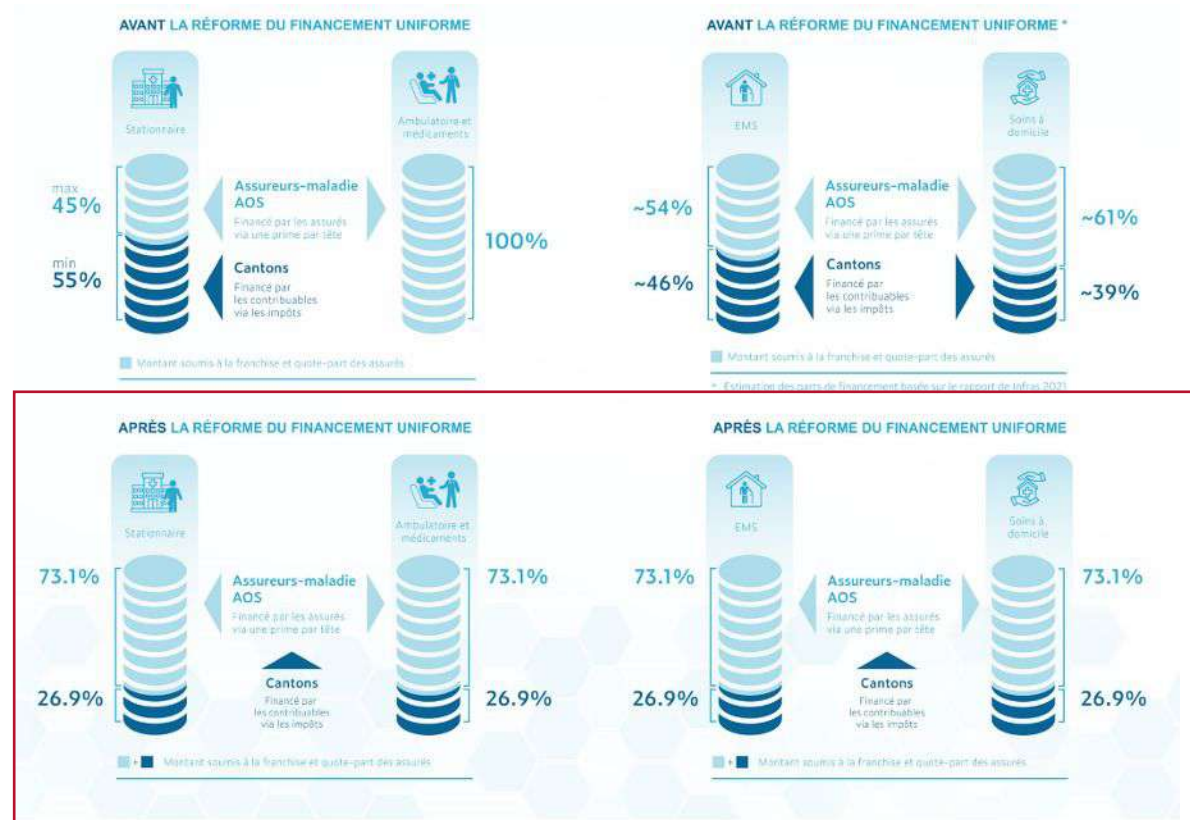 AVANT LA RÉFORME DU FINANCEMENT UNIFORME
Stationnaire
Ambulatoire et
médicaments
max
45%
min
55%
Assureurs-maladie
AOS
Financé par les assurés
via une prime par tête
Cantons
Financé par
les contribuables
via les impôts
100%
Montant soumis à la franchise et quote-part des assurés
AVANT LA RÉFORME DU FINANCEMENT UNIFORME *
EMS
Soins à
domicile
~54%
~46%
Assureurs-maladie
AOS
Financé par les assurés
via une prime par tête
Cantons
Financé par
les contribuables
via les impôts
~61%
~39%
Montant soumis à la franchise et quote-part des assurés
* Estimation des parts de financement basée sur le rapport de Infras 2021
APRÈS LA RÉFORME DU FINANCEMENT UNIFORME
Stationnaire
Ambulatoire et
médicaments
73.1%
26.9%
Assureurs-maladie
AOS
Financé par les assurés
via une prime par tête
Cantons
Financé par
les contribuables
via les impôts
73.1%
26.9%
+ Montant soumis à la franchise et quote-part des assurés
APRÈS LA RÉFORME DU FINANCEMENT UNIFORME
EMS
Soins à
domicile
73.1%
26.9%
Assureurs-maladie
AOS
Financé par les assurés
via une prime par tête
Cantons
Financé par
les contribuables
via les impôts
73.1%
26.9%
+ Montant soumis à la franchise et quote-part des assurés